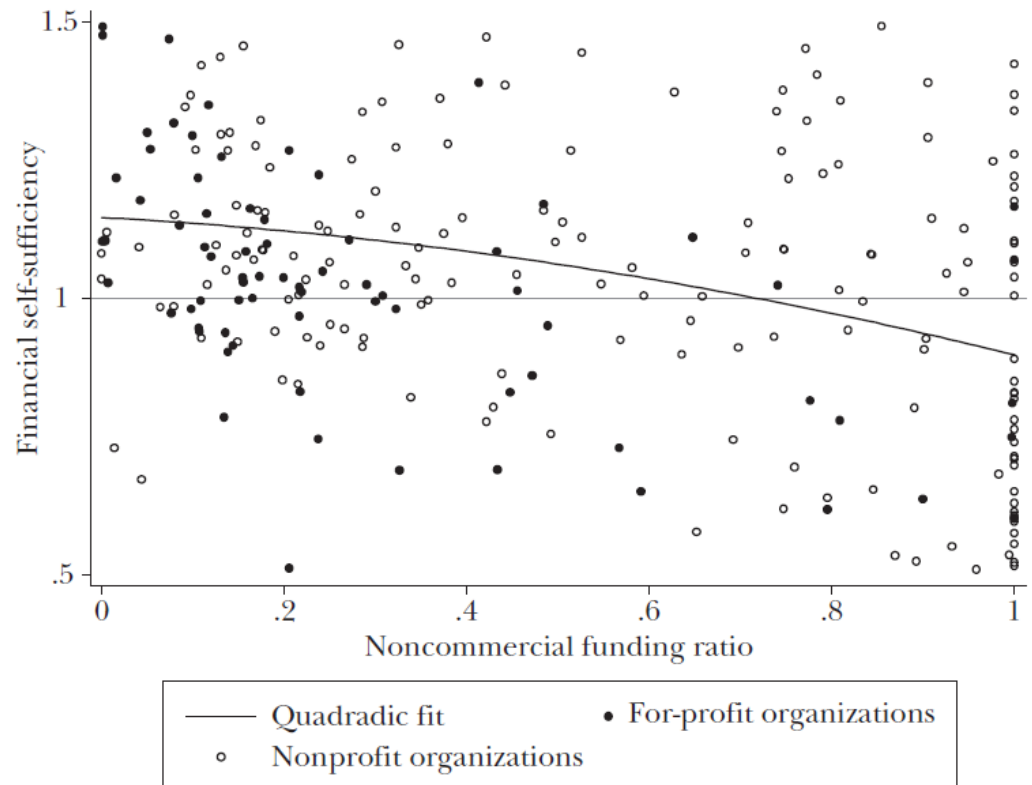 1.5
1
.5
Financial self-sufficiency
0 .2 .4 .6 .8 1
Noncommercial funding ratio
Quadradic fit
For-profit organizations
Nonprofit organizations